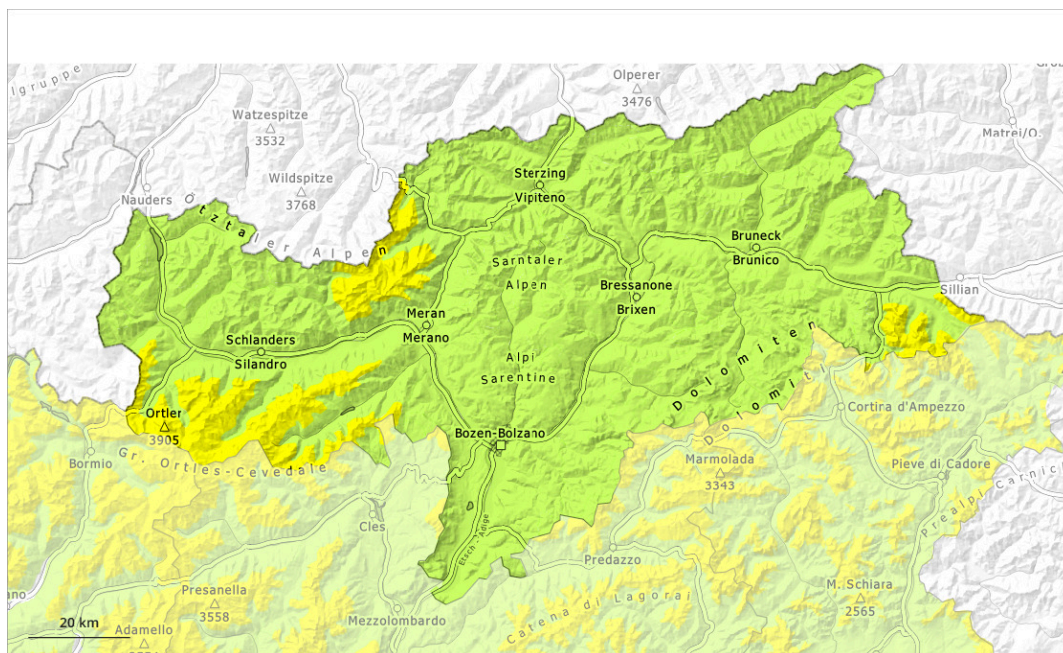 Olperer
3476
Watzespitze
3532
Matrei/O.
Wildspitze
3768
Nauders
Ötztaler Alpen
Sterzing
Vipiteno
Bruneck
Brunico
Sarntaler
Alpen
Bressanone
Brixen
Sillian
Meran
Merano
Schlanders
Silandro
Alpi
Sarentine
Dolomiten
Dolomiti
Ortler
3905
Cortina d'Ampezzo
Bozen-Bolzano
Bormio
Gr. Ortles-Cevedale
Marmolada
3343
Pieve di Cadore
Cles
Prealpi Carnic
Etsch - Adige
Predazzo
Presanella
3558
M. Schiara
2565
Catena di Lagorai
Mezzolombardo
20 km
Adamello